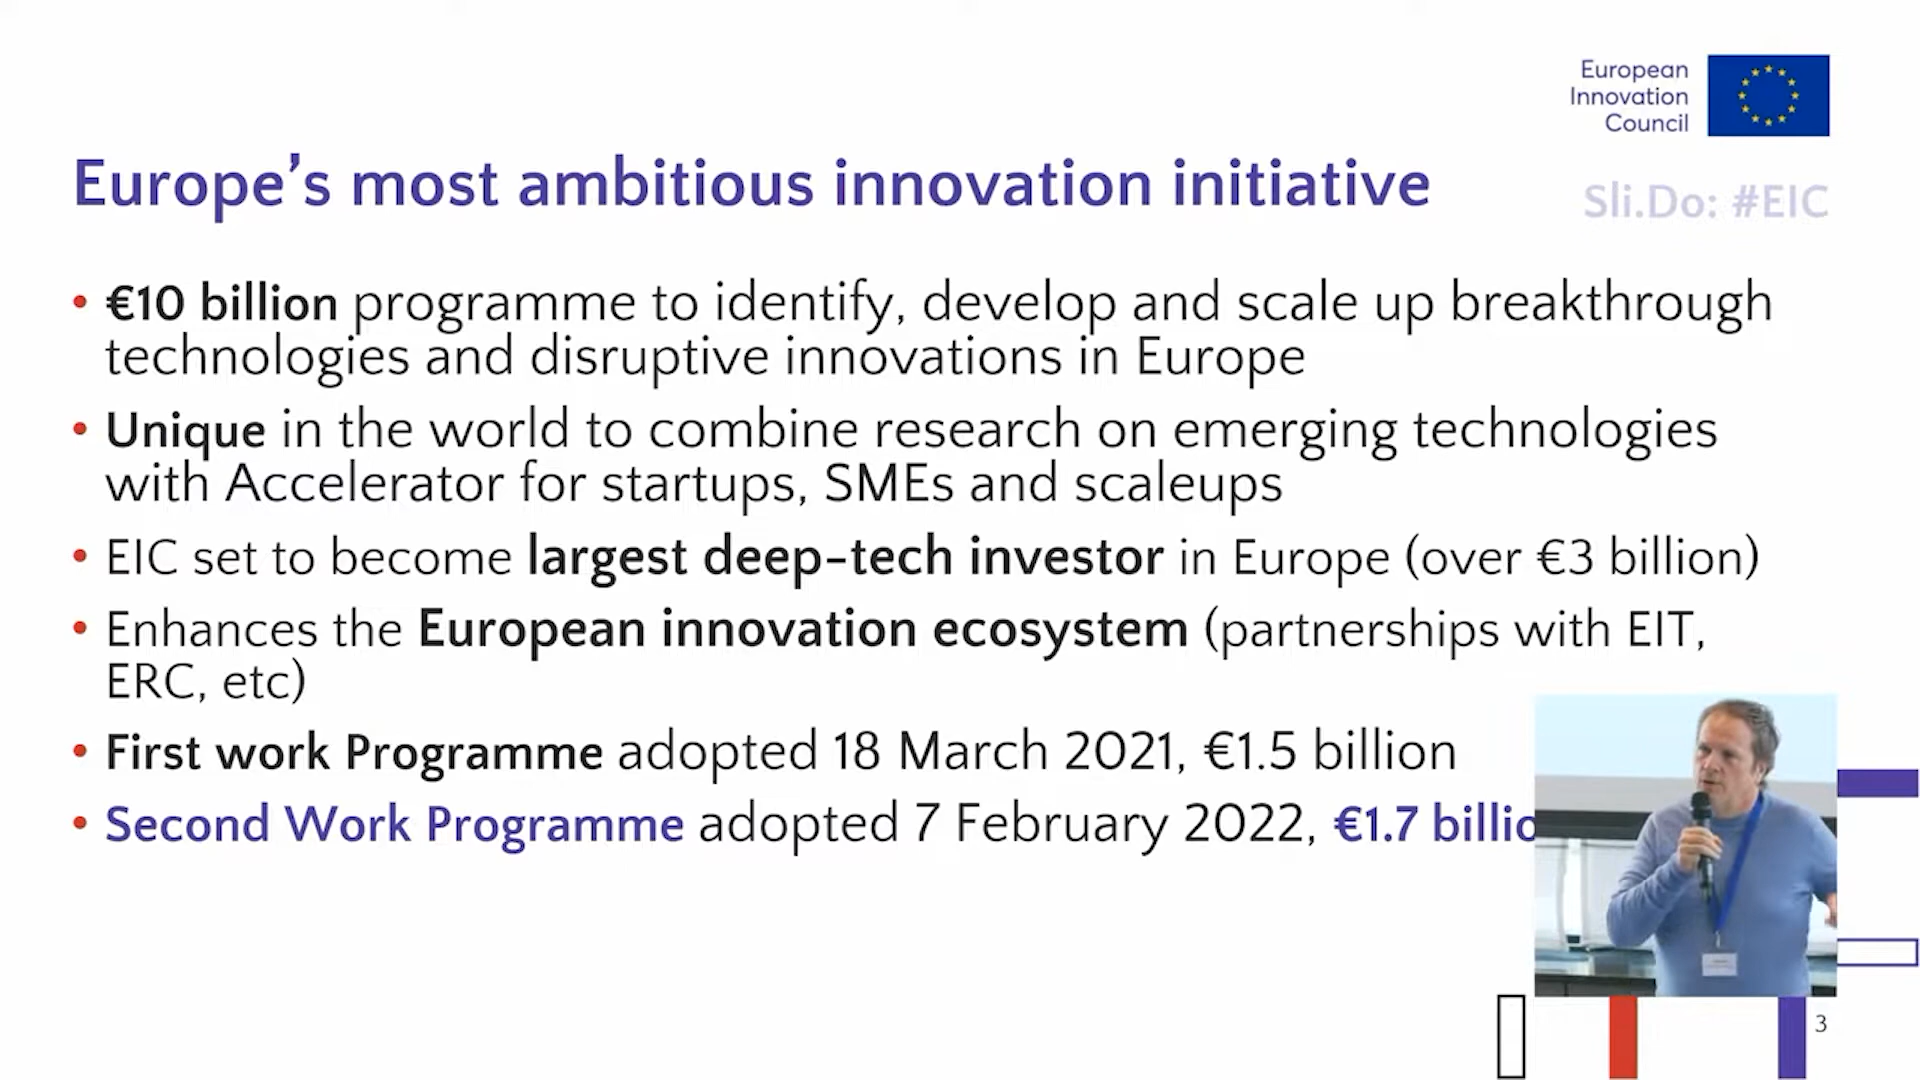 European
Innovation
Council
Europe’s most ambitious innovation initiative
Sli.Do: #EIC
• €10 billion programme to identify, develop and scale up breakthrough
technologies and disruptive innovations in Europe
• Unique in the world to combine research on emerging technologies
with Accelerator for startups, SMEs and scaleups
• EIC set to become largest deep-tech investor in Europe (over €3 billion)
• Enhances the European innovation ecosystem (partnerships with EIT,
ERC, etc)
• First work Programme adopted 18 March 2021, €1.5 billion
• Second Work Programme adopted 7 February 2022, €1.7 billio
3